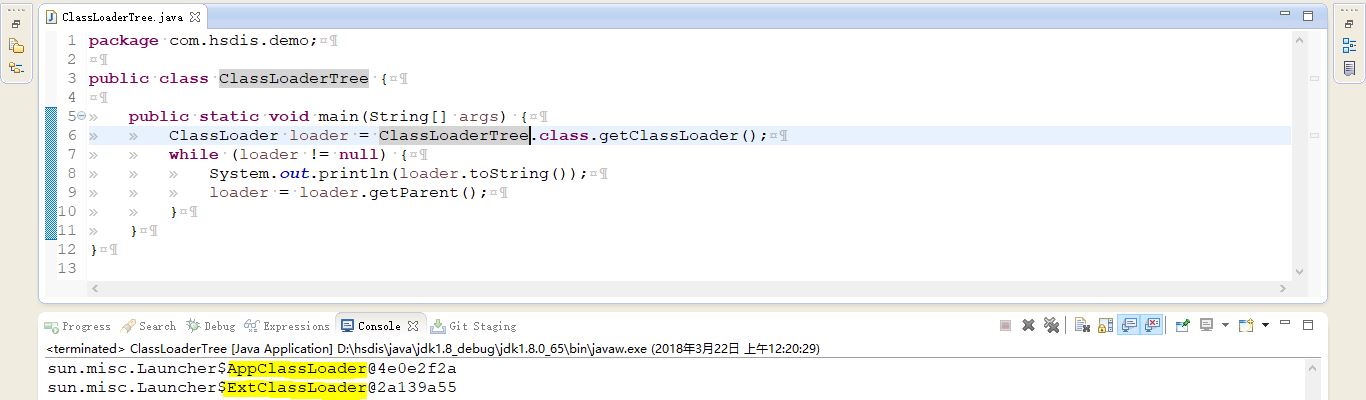 ClassLoaderTree.java
1 package com.hsdis.demo;
2
3 public class ClassLoaderTree {
4
5 public static void main(String[] args) {
6 ClassLoader loader = ClassLoaderTree.class.getClassLoader();
7 while (loader != null) {
8 System.out.println(loader.toString());
9 loader = loader.getParent();
10 }
11 }
12 }
13
Progress Search Debug Expressions Console Git Staging
<terminated> ClassLoaderTree [Java Application] D:\hsdis\java\jdk1.8_debug\jdk1.8.0_65\bin\javaw.exe (2018年3月22日 上午12:20:29)
sun.misc.Launcher$AppClassLoader@4e0e2f2a
sun.misc.Launcher$ExtClassLoader@2a139a55